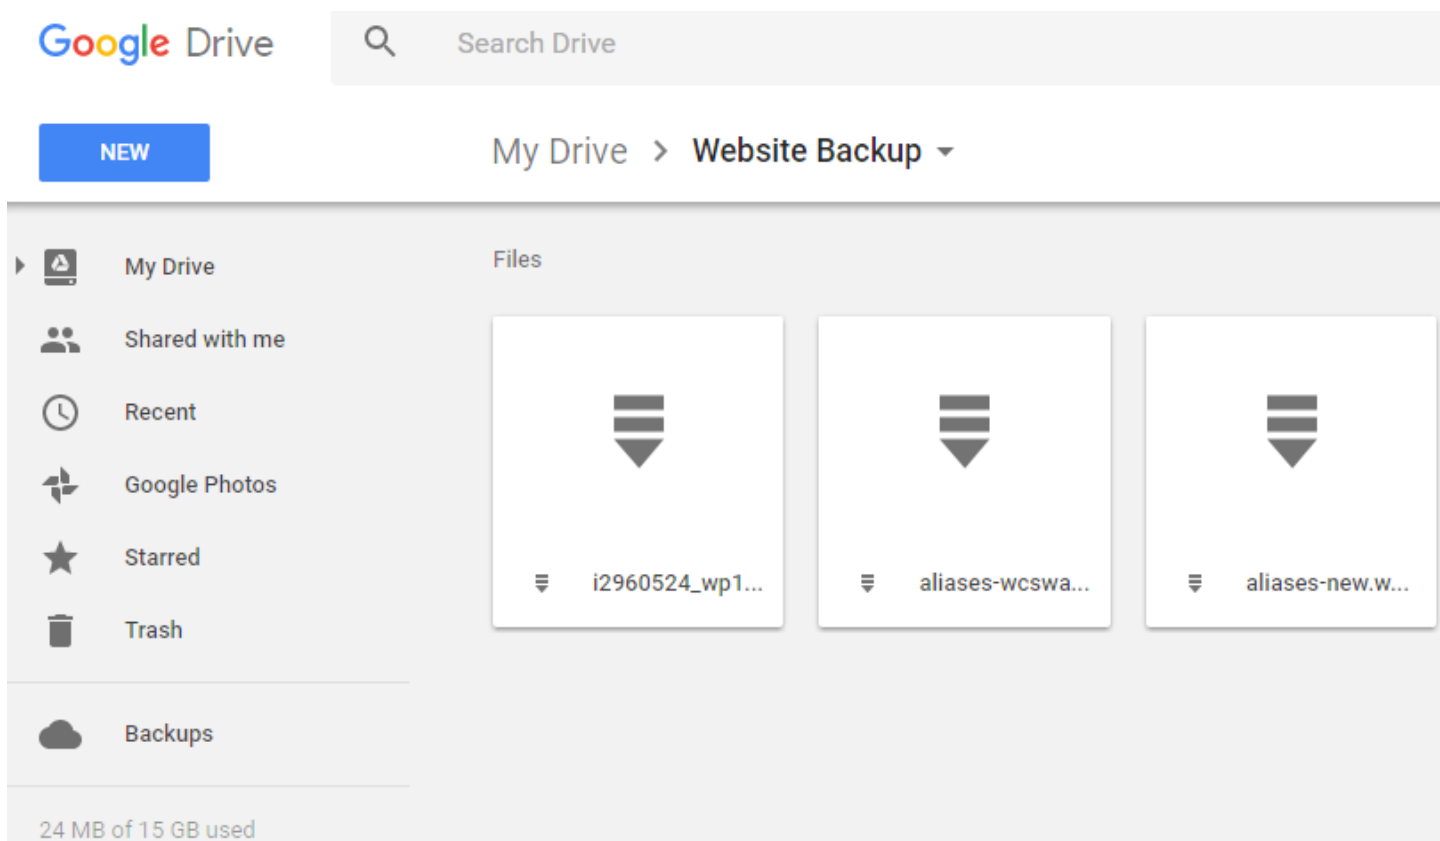 Google Drive
Search Drive
NEW
My Drive > Website Backup
My Drive
Shared with me
Recent
Google Photos
Starred
Trash
Backups
24 MB of 15 GB used
Files
i2960524_wp1...
aliases-wcswa...
aliases-new.w...